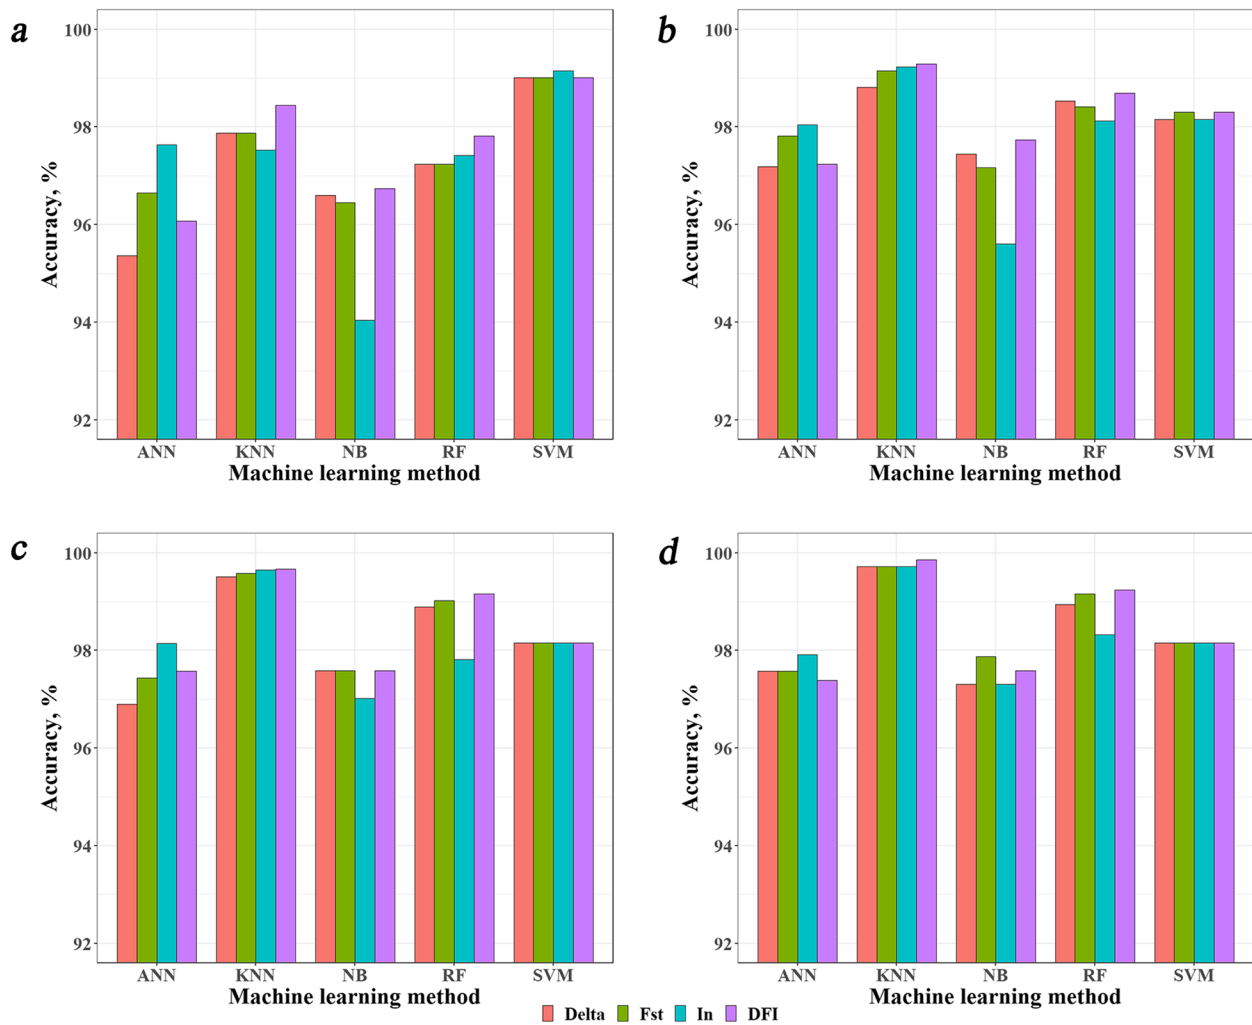 a
100
98
96
94
92
Accuracy, %
ANN KNN NB RF SVM
Machine learning method
b
100
98
96
94
92
Accuracy, %
ANN KNN NB RF SVM
Machine learning method
c
100
98
96
94
92
Accuracy, %
ANN KNN NB RF SVM
Machine learning method
d
100
98
96
94
92
Accuracy, %
ANN KNN NB RF SVM
Machine learning method
Delta Fst In DFI